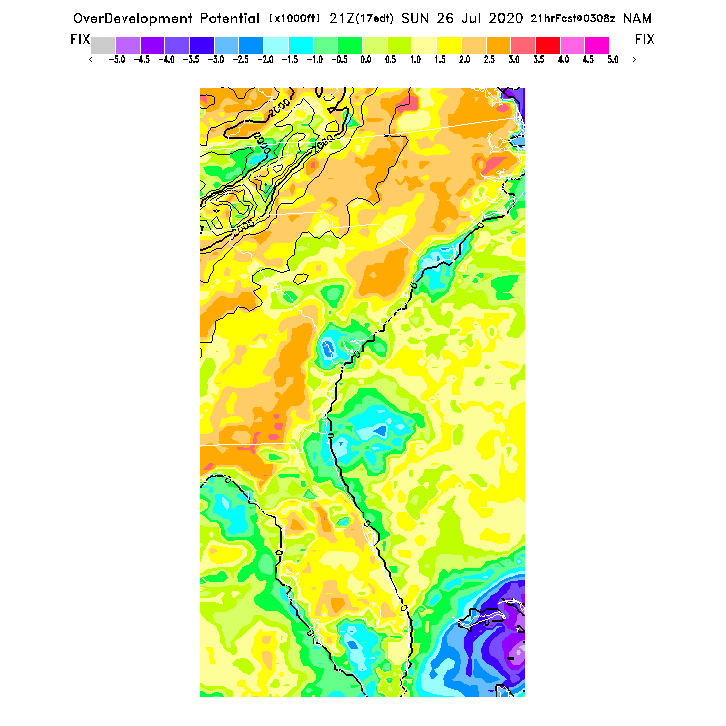 OverDevelopment Potential [x1000ft] 21Z(17edt) SUN 26 Jul 2020 21hrFcst@0308z NAM
FIX FIX
< -5.0 -4.5 -4.0 -3.5 -3.0 -2.5 -2.0 -1.5 -1.0 -0.5 0.0 0.5 1.0 1.5 2.0 2.5 3.0 3.5 4.0 4.5 5.0 >
2000